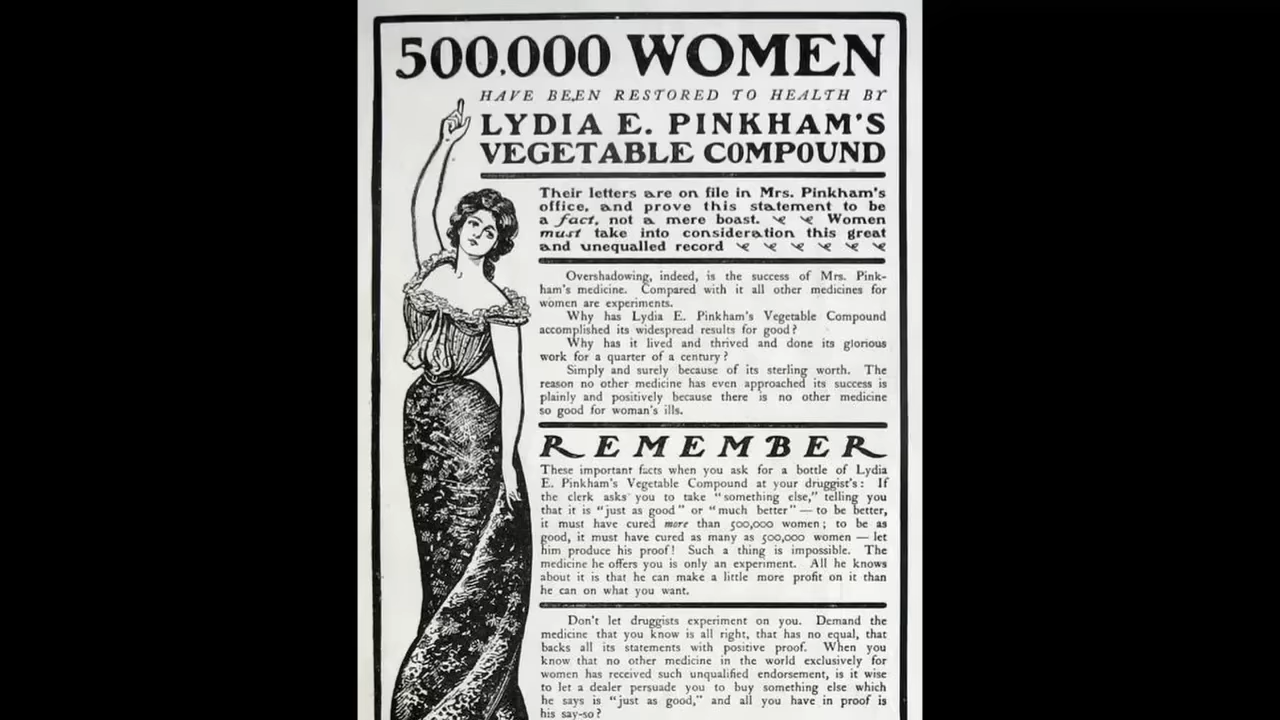 500,000 WOMEN
HAVE BEEN RESTORED TO HEALTH BY
LYDIA E. PINKHAM'S
VEGETABLE COMPOUND
Their letters are on file in Mrs. Pinkham's
office, and prove this statement to be
a fact, not a mere boast. Women
must take into consideration this great
and unequalled record
Overshadowing, indeed, is the success of Mrs. Pink-
ham's medicine. Compared with it all other medicines for
women are experiments.
Why has Lydia E. Pinkham's Vegetable Compound
accomplished its widespread results for good?
Why has it lived and thrived and done its glorious
work for a quarter of a century?
Simply and surely because of its sterling worth. The
reason no other medicine has even approached its success is
plainly and positively because there is no other medicine
so good for woman's ills.
REMEMBER
These important facts when you ask for a bottle of Lydia
E. Pinkham's Vegetable Compound at your druggist's: If
the clerk asks you to take "something else," telling you
that it is "just as good" or "much better" — to be better,
it must have cured more than 500,000 women; to be as
good, it must have cured as many as 500,000 women — let
him produce his proof! Such a thing is impossible. The
medicine he offers you is only an experiment. All he knows
about it is that he can make a little more profit on it than
he can on what you want.
Don't let druggists experiment on you. Demand the
medicine that you know is all right, that has no equal, that
backs all its statements with positive proof. When you
know that no other medicine in the world exclusively for
women has received such unqualified endorsement, is it wise
to let a dealer persuade you to buy something else which
he says is "just as good," and all you have in proof is
his say-so?